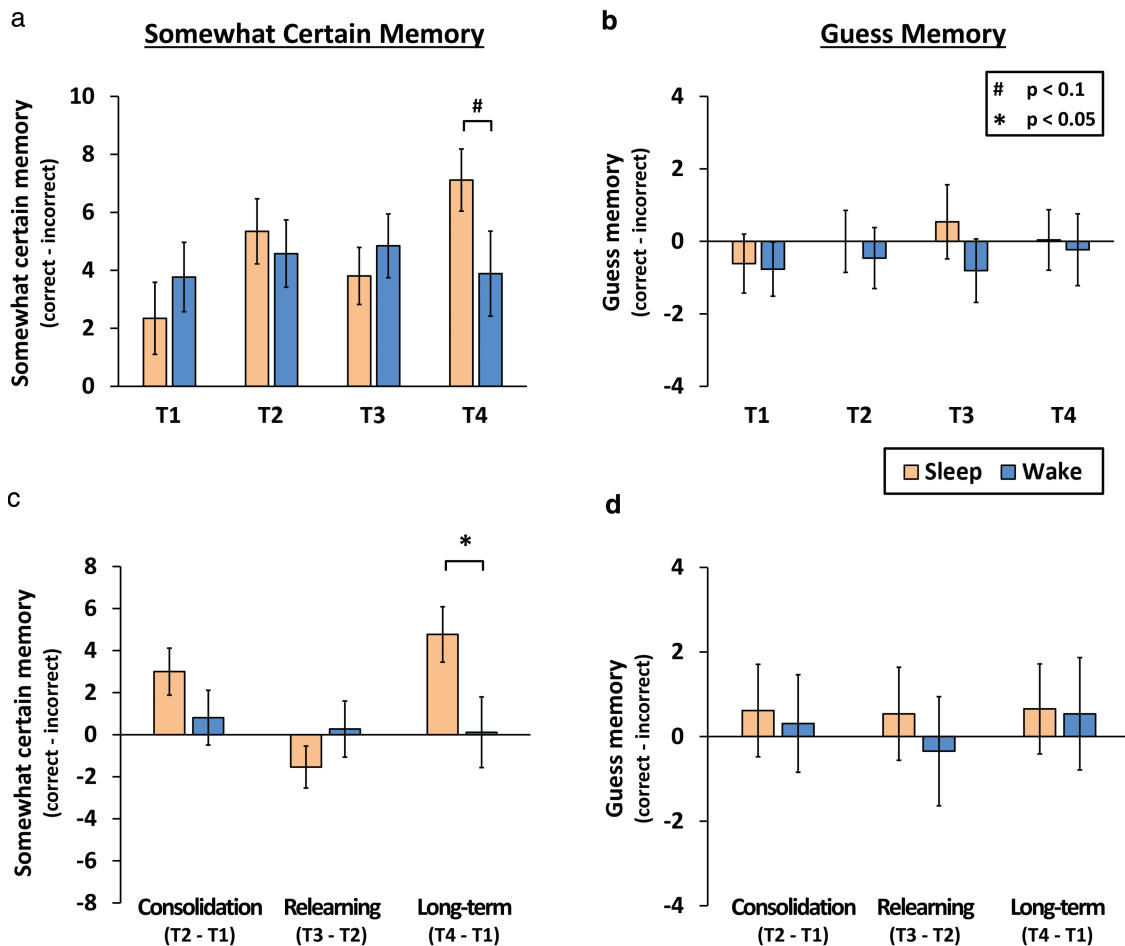 a
Somewhat Certain Memory
Somewhat certain memory
(correct - incorrect)
10
8
6
4
2
0
#
T1 T2 T3 T4
b
Guess Memory
# p < 0.1
* p < 0.05
Guess memory
(correct - incorrect)
4
2
0
-2
-4
T1 T2 T3 T4
Sleep Wake
c
Somewhat certain memory
(correct - incorrect)
8
6
4
2
0
-2
-4
-6
-8
*
Consolidation Relearning Long-term
(T2 - T1) (T3 - T2) (T4 - T1)
d
Guess memory
(correct - incorrect)
4
2
0
-2
-4
Consolidation Relearning Long-term
(T2 - T1) (T3 - T2) (T4 - T1)